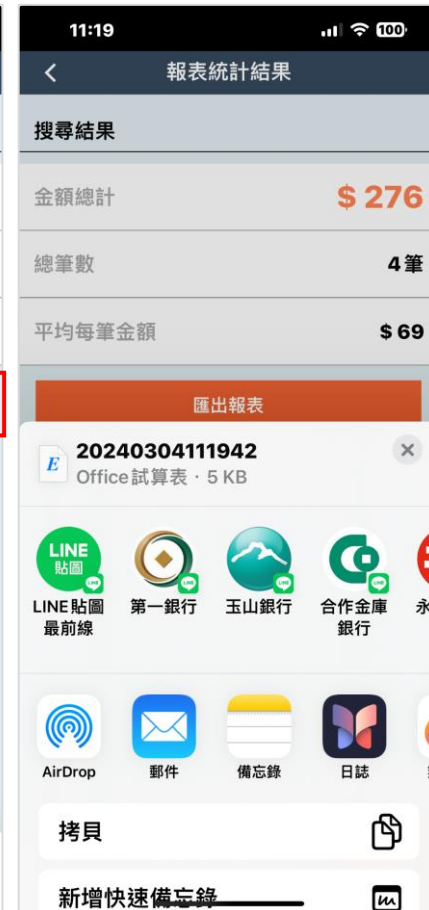 11:19
100
報表統計結果
搜尋結果
金額總計 $ 276
總筆數 4筆
平均每筆金額 $ 69
匯出報表
E
20240304111942
Office試算表 · 5 KB
LINE
貼圖
LINE貼圖
最前線
第一銀行
玉山銀行
合作金庫
銀行
永
AirDrop
郵件
備忘錄
日誌
拷貝
新增快速備忘錄